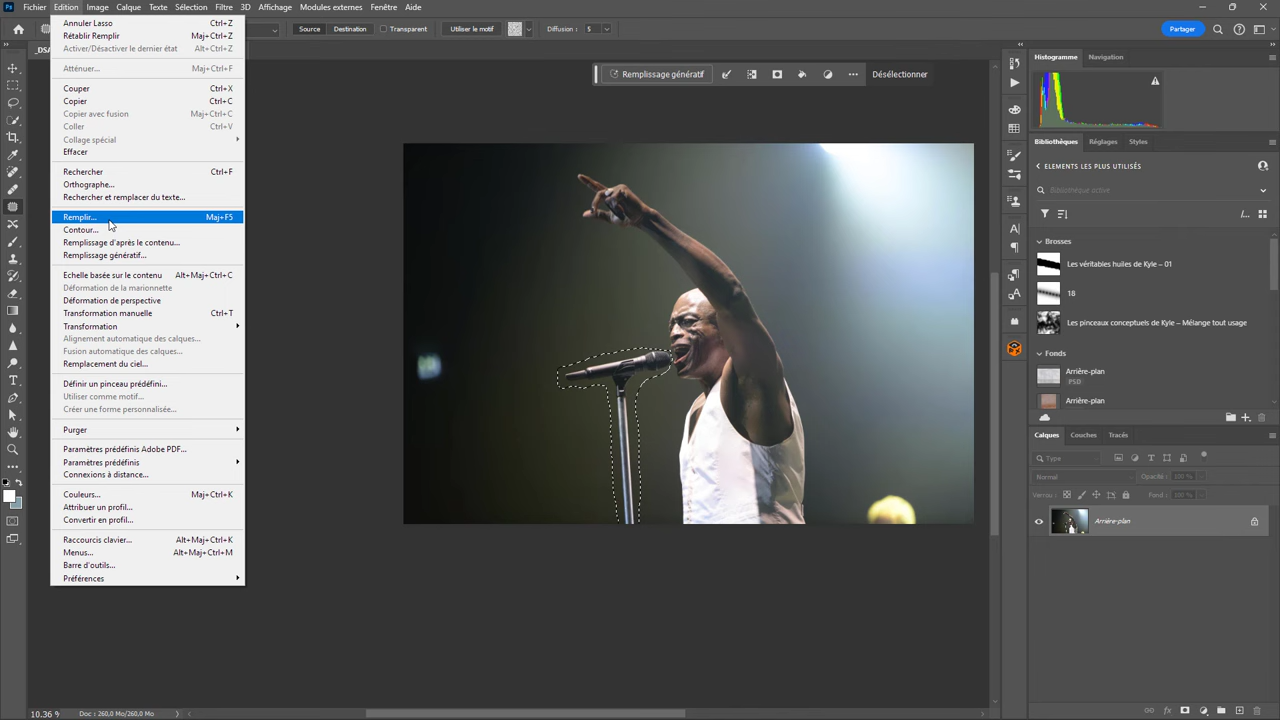 Ps Fichier Edition Image Calque Texte Sélection Filtre 3D Affichage Modules externes Fenêtre Aide
Source Destination Transparent Utiliser le motif Diffusion : 5 Partager
Annuler Lasso Ctrl+Z
Rétablir Remplir Maj+Ctrl+Z
Activer/Désactiver le dernier état Alt+Ctrl+Z
Atténuer... Maj+Ctrl+F
Couper Ctrl+X
Copier Ctrl+C
Copier avec fusion Maj+Ctrl+C
Coller Ctrl+V
Collage spécial
Effacer
Rechercher Ctrl+F
Orthographe...
Rechercher et remplacer du texte...
Remplir... Maj+F5
Contour...
Remplissage d'après le contenu...
Remplissage génératif...
Echelle basée sur le contenu Alt+Maj+Ctrl+C
Déformation de la marionnette
Déformation de perspective
Transformation manuelle Ctrl+T
Transformation
Alignement automatique des calques...
Fusion automatique des calques...
Remplacement du ciel...
Définir un pinceau prédéfini...
Utiliser comme motif...
Créer une forme personnalisée...
Purger
Paramètres prédéfinis Adobe PDF...
Paramètres prédéfinis
Connexions à distance...
Couleurs... Maj+Ctrl+K
Attribuer un profil...
Convertir en profil...
Raccourcis clavier... Alt+Maj+Ctrl+K
Menus... Alt+Maj+Ctrl+M
Barre d'outils...
Préférences
Remplissage génératif Désélectionner
Histogramme Navigation
Bibliothèques Réglages Styles
ELEMENTS LES PLUS UTILISÉS
Bibliothèque active
Brosses
Les véritables huiles de Kyle – 01
18
Les pinceaux conceptuels de Kyle – Mélange tout usage
Fonds
Arrière-plan
PSD
Arrière-plan
Calques Couches Tracés
Type
Normal Opacité : 100 %
Verrou : Fond : 100 %
Arrière-plan
10.36 % Doc : 260,0 Mo/260,0 Mo